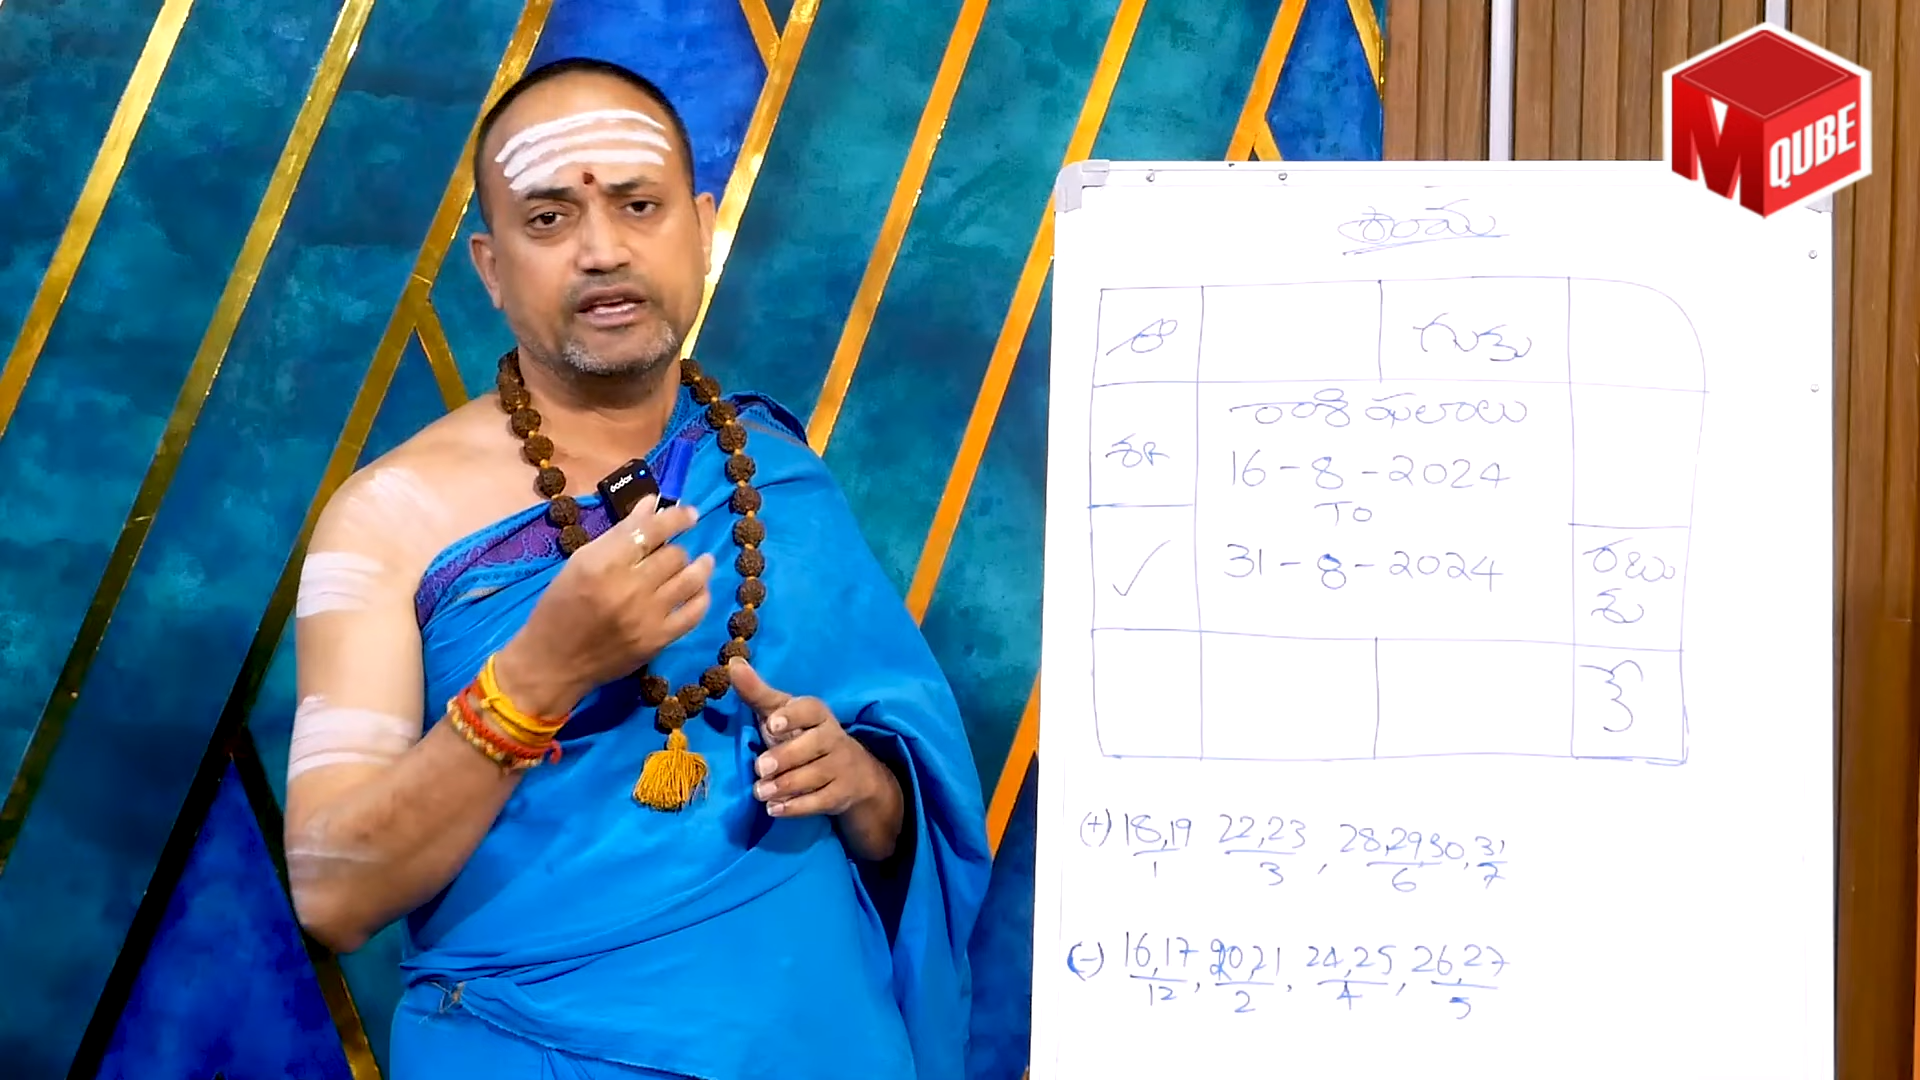 M QUBE
Godox
శ్రీరామ
రా
గు కు
రాశి ఫలాలు
శ
16-8-2024
TO
31-8-2024
✓
ర బు
శు
కే
(+) 18,19 22,23 , 28,29,30, 31
1 3 6 7
(-) 16,17, 20,21, 24,25, 26,27
12 2 4 5